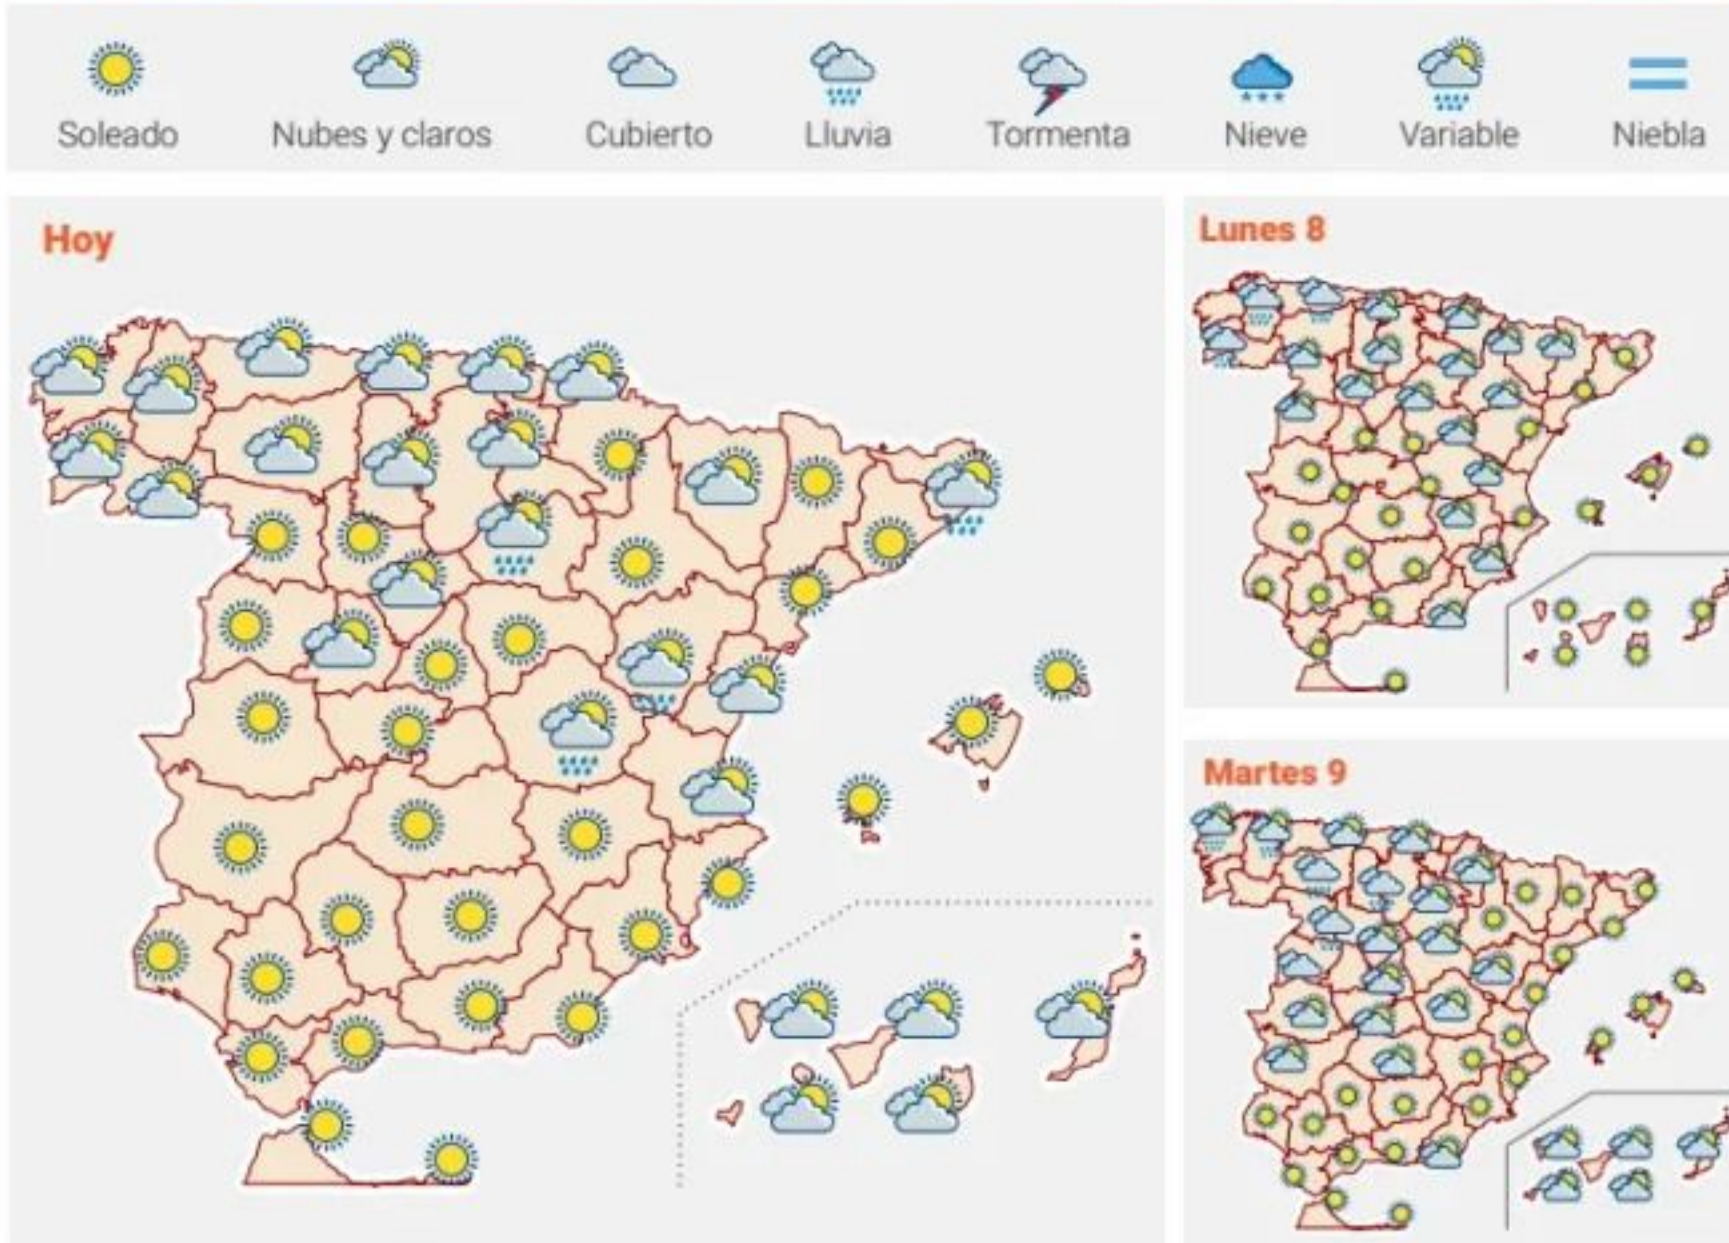 Soleado Nubes y claros Cubierto Lluvia Tormenta Nieve Variable Niebla
Hoy
Lunes 8
Martes 9